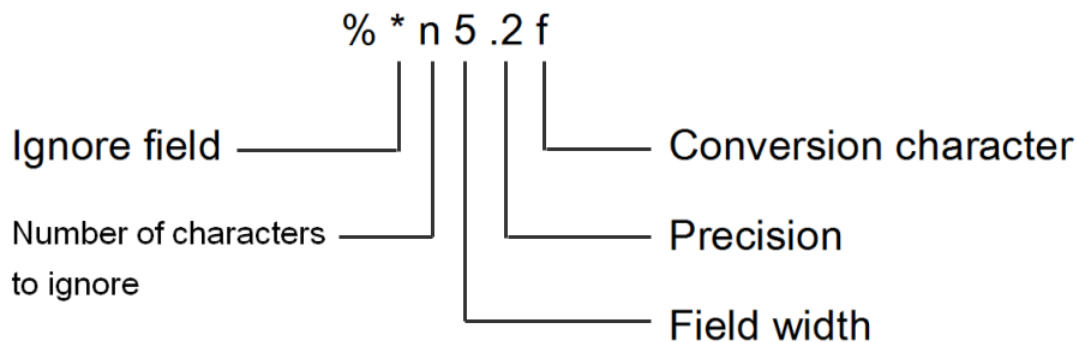 % * n 5 .2 f
Ignore field
Conversion character
Number of characters
to ignore
Precision
Field width